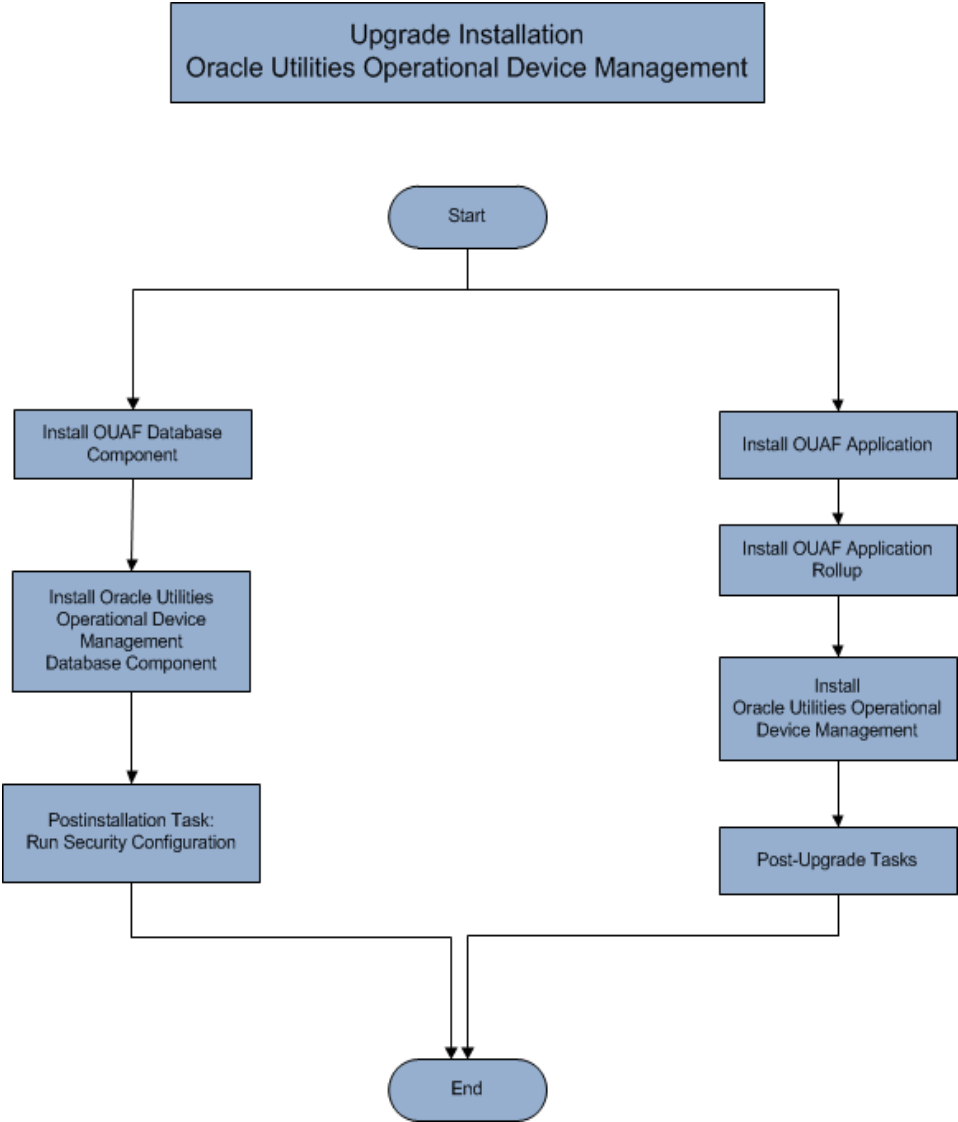 Upgrade Installation
Oracle Utilities Operational Device Management
Start
Install OUAF Database
Component
Install Oracle Utilities
Operational Device
Management
Database Component
Postinstallation Task:
Run Security Configuration
Install OUAF Application
Install OUAF Application
Rollup
Install
Oracle Utilities Operational
Device Management
Post-Upgrade Tasks
End